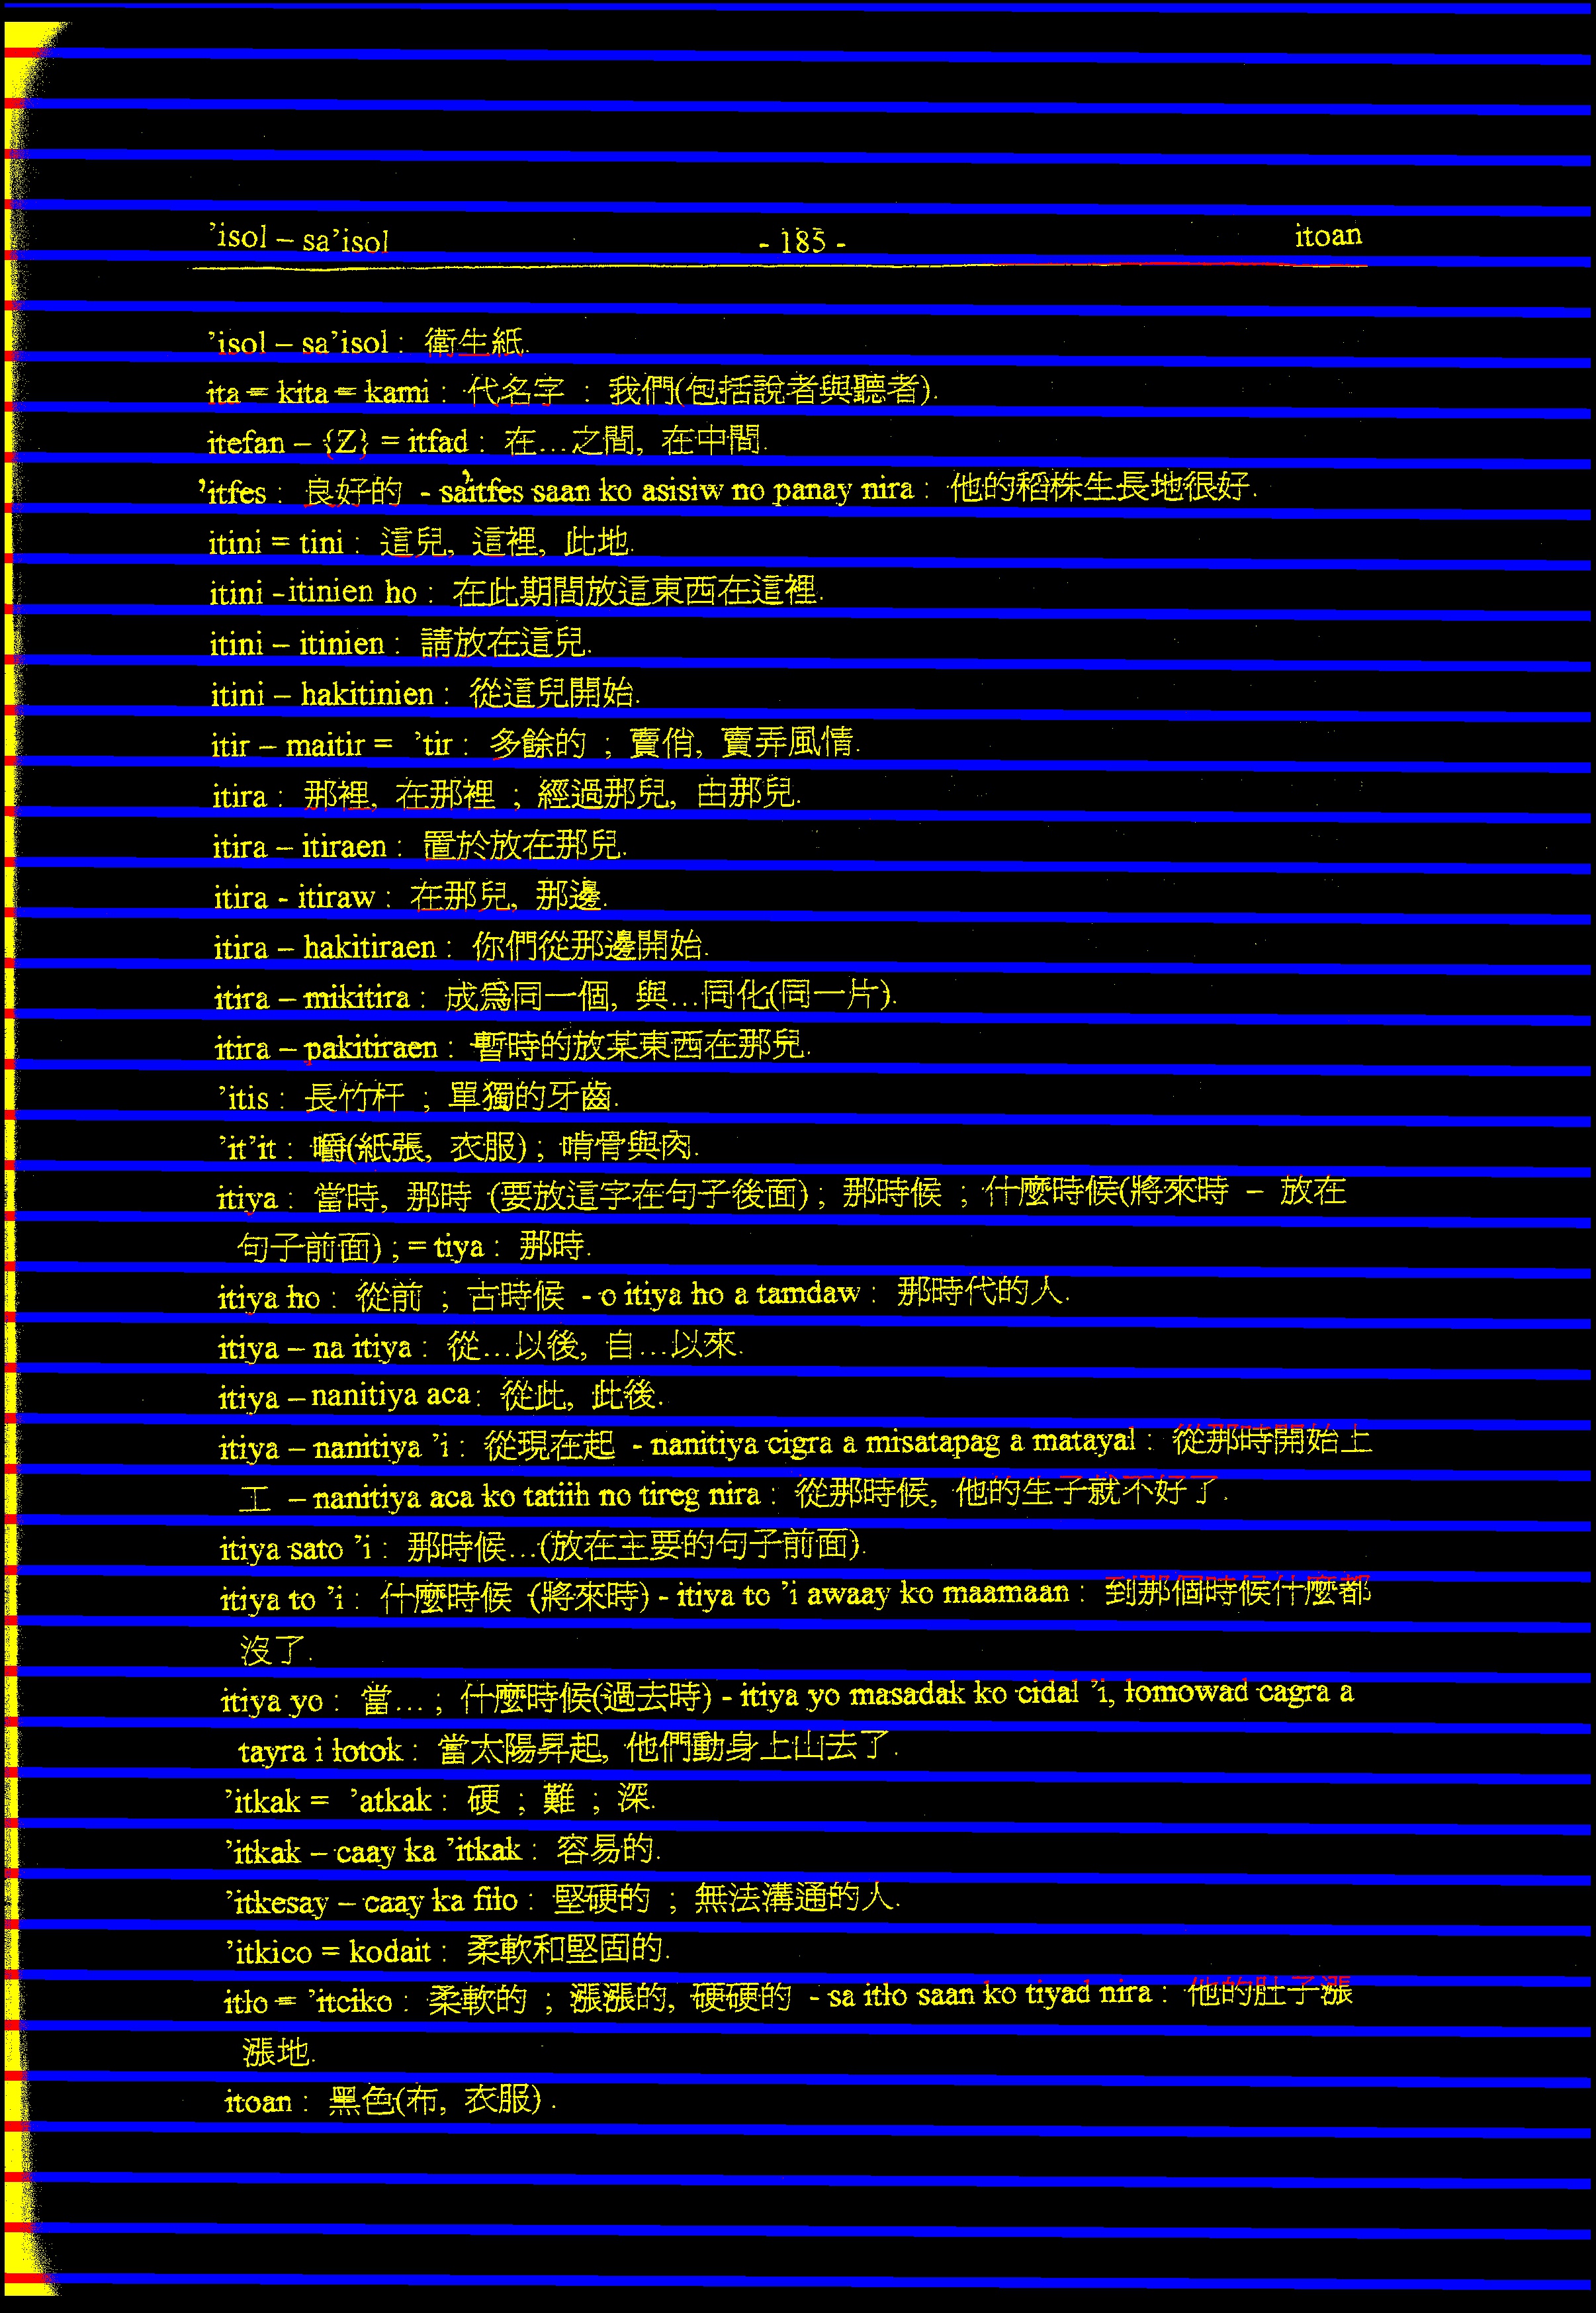 ’isol – sa’isol - 185 - itoan
’isol – sa’isol : 衛生紙.
ita = kita = kami : 代名字 : 我們(包括說者與聽者).
itefan – {Z} = itfad : 在…之間, 在中間.
’itfes : 良好的 - sa’itfes saan ko asisiw no panay nira : 他的稻株生長地很好.
itini = tini : 這兒, 這裡, 此地.
itini -itinien ho : 在此期間放這東西在這裡.
itini – itinien : 請放在這兒.
itini – hakitinien : 從這兒開始.
itir – maitir = ’tir : 多餘的 ; 賣俏, 賣弄風情.
itira : 那裡, 在那裡 ; 經過那兒, 由那兒.
itira – itiraen : 置於放在那兒.
itira - itiraw : 在那兒, 那邊.
itira – hakitiraen : 你們從那邊開始.
itira – mikitira : 成為同一個, 與…同化(同一片).
itira – pakitiraen : 暫時的放某東西在那兒.
’itis : 長竹杆 ; 單獨的牙齒.
’it’it : 嚼(紙張, 衣服) ; 啃骨與肉.
itiya : 當時, 那時 (要放這字在句子後面) ; 那時候 ; 什麼時候(將來時 – 放在
句子前面) ; = tiya : 那時.
itiya ho : 從前 ; 古時候 - o itiya ho a tamdaw : 那時代的人.
itiya – na itiya : 從…以後, 自…以來.
itiya – nanitiya aca : 從此, 此後.
itiya – nanitiya ’i : 從現在起 - nanitiya cigra a misatapag a matayal : 從那時開始上
工 – nanitiya aca ko tatiih no tireg nira : 從那時候, 他的生子就不好了.
itiya sato ’i : 那時候…(放在主要的句子前面).
itiya to ’i : 什麼時候 (將來時) - itiya to ’i awaay ko maamaan : 到那個時候什麼都
沒了.
itiya yo : 當… ; 什麼時候(過去時) - itiya yo masadak ko cidal ’i, łomowad cagra a
tayra i łotok : 當太陽昇起, 他們動身上山去了.
’itkak = ’atkak : 硬 ; 難 ; 深.
’itkak – caay ka ’itkak : 容易的.
’itkesay – caay ka fiło : 堅硬的 ; 無法溝通的人.
’itkico = kodait : 柔軟和堅固的.
itło = ’itciko : 柔軟的 ; 漲漲的, 硬硬的 - sa itło saan ko tiyad nira : 他的肚子漲
漲地.
itoan : 黑色(布, 衣服) .